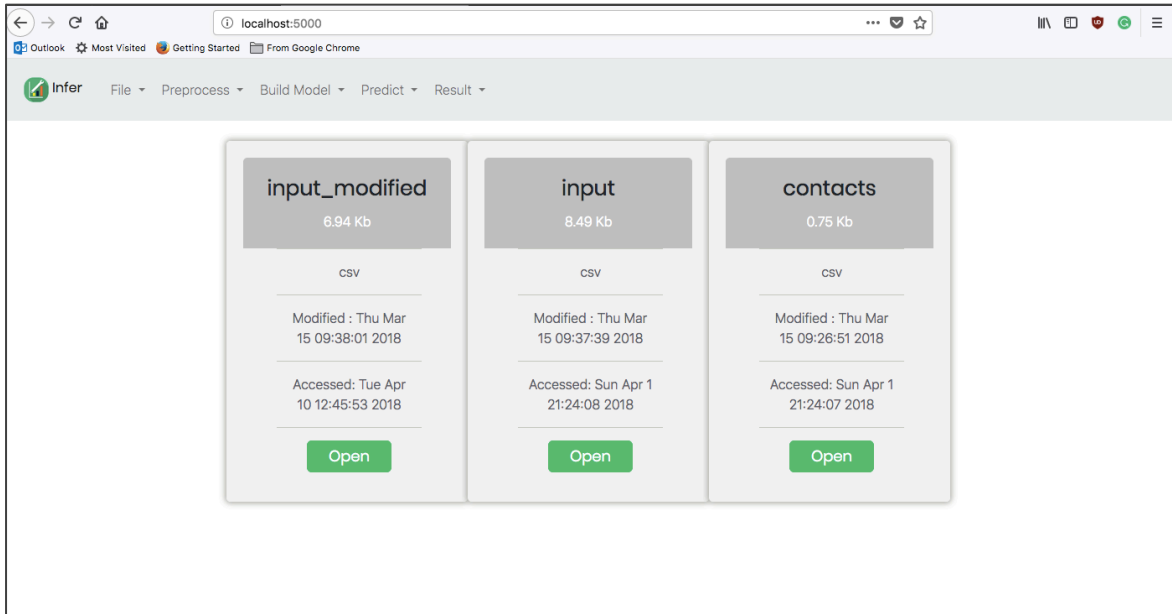 localhost:5000
Outlook Most Visited Getting Started From Google Chrome
Infer File Preprocess Build Model Predict Result
input_modified
6.94 Kb
csv
Modified : Thu Mar
15 09:38:01 2018
Accessed: Tue Apr
10 12:45:53 2018
Open
input
8.49 Kb
csv
Modified : Thu Mar
15 09:37:39 2018
Accessed: Sun Apr 1
21:24:08 2018
Open
contacts
0.75 Kb
csv
Modified : Thu Mar
15 09:26:51 2018
Accessed: Sun Apr 1
21:24:07 2018
Open